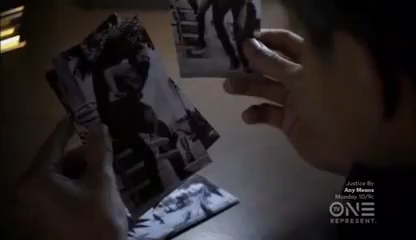 Justice By
Any Means
Monday 10/9c
TV ONE
REPRESENT.